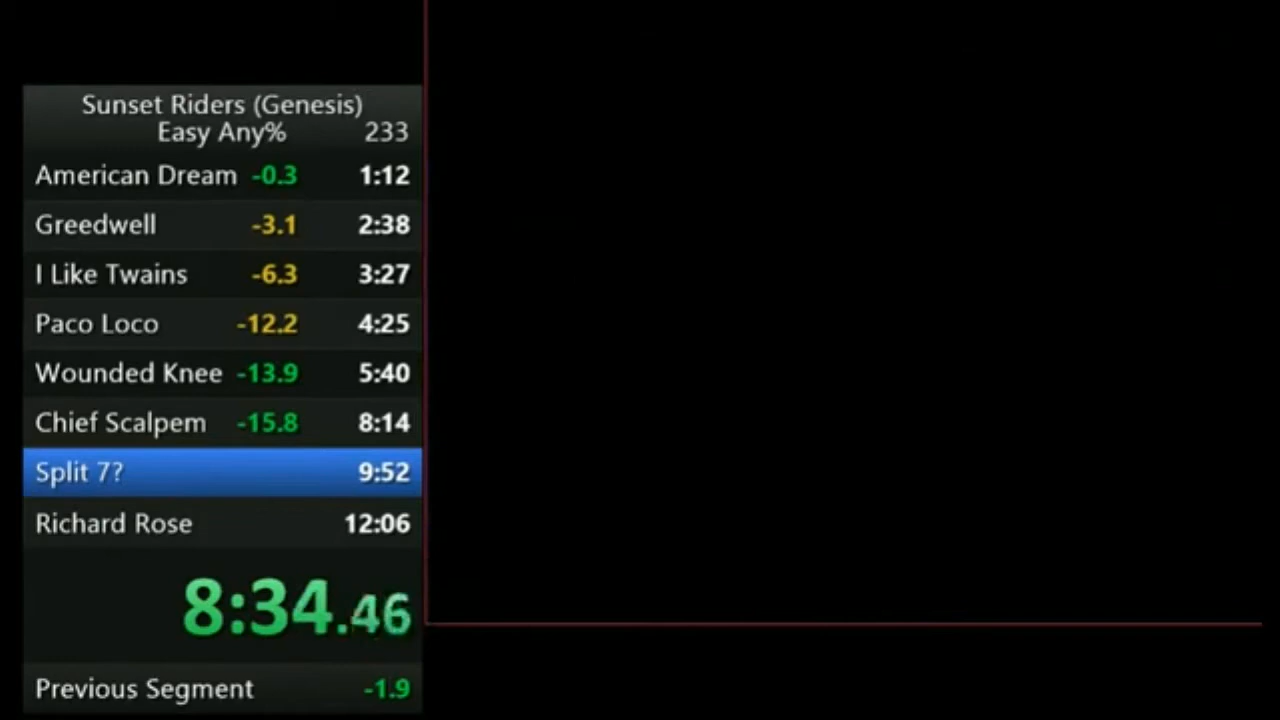 Sunset Riders (Genesis)
Easy Any% 233
American Dream -0.3 1:12
Greedwell -3.1 2:38
I Like Twains -6.3 3:27
Paco Loco -12.2 4:25
Wounded Knee -13.9 5:40
Chief Scalpem -15.8 8:14
Split 7? 9:52
Richard Rose 12:06
8:34.46
Previous Segment -1.9